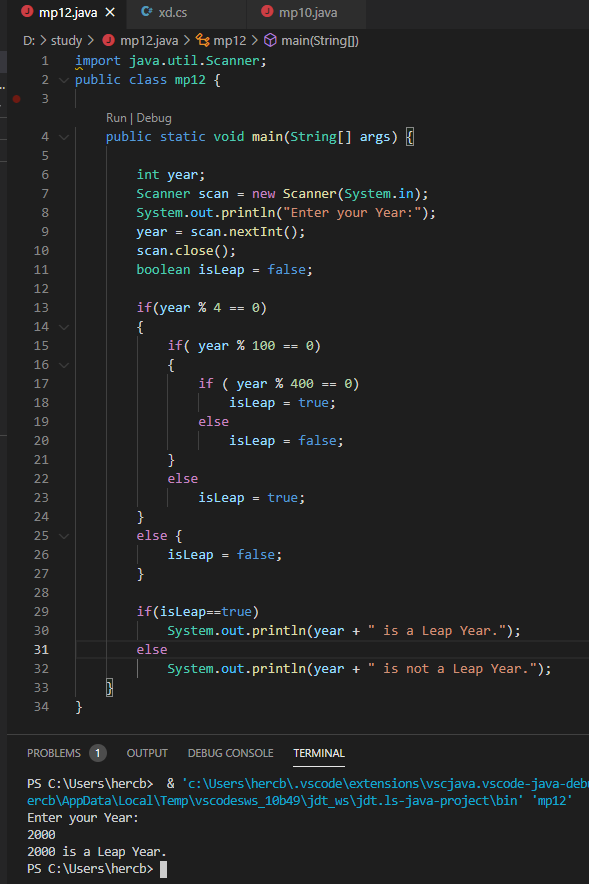 mp12.java
C# xd.cs
mp10.java
D: > study > mp12.java > mp12 > main(String[])
1 import java.util.Scanner;
2 public class mp12 {
3
Run | Debug
4 public static void main(String[] args) {
5
6 int year;
7 Scanner scan = new Scanner(System.in);
8 System.out.println("Enter your Year:");
9 year = scan.nextInt();
10 scan.close();
11 boolean isLeap = false;
12
13 if(year % 4 == 0)
14 {
15 if( year % 100 == 0)
16 {
17 if ( year % 400 == 0)
18 isLeap = true;
19 else
20 isLeap = false;
21 }
22 else
23 isLeap = true;
24 }
25 else {
26 isLeap = false;
27 }
28
29 if(isLeap==true)
30 System.out.println(year + " is a Leap Year.");
31 else
32 System.out.println(year + " is not a Leap Year.");
33 }
34 }
PROBLEMS 1 OUTPUT DEBUG CONSOLE TERMINAL
PS C:\Users\hercb> & 'c:\Users\hercb\.vscode\extensions\vscjava.vscode-java-debu
ercb\AppData\Local\Temp\vscodesws_10b49\jdt_ws\jdt.ls-java-project\bin' 'mp12'
Enter your Year:
2000
2000 is a Leap Year.
PS C:\Users\hercb>